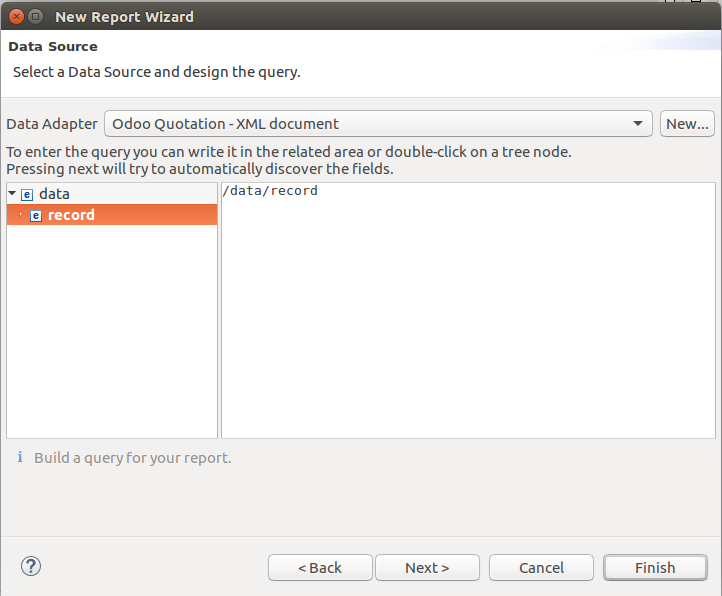 New Report Wizard
Data Source
Select a Data Source and design the query.
Data Adapter Odoo Quotation - XML document New...
To enter the query you can write it in the related area or double-click on a tree node.
Pressing next will try to automatically discover the fields.
e data
/data/record
e record
i Build a query for your report.
? < Back Next > Cancel Finish